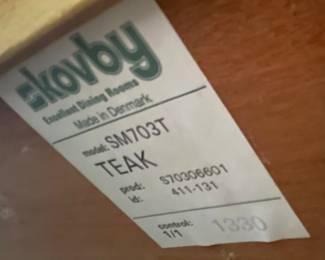 skovby
Excellent Dining Rooms
Made in Denmark
model: SM703T
TEAK
prod: 570306601
id: 411-131
control: 1330
1/1